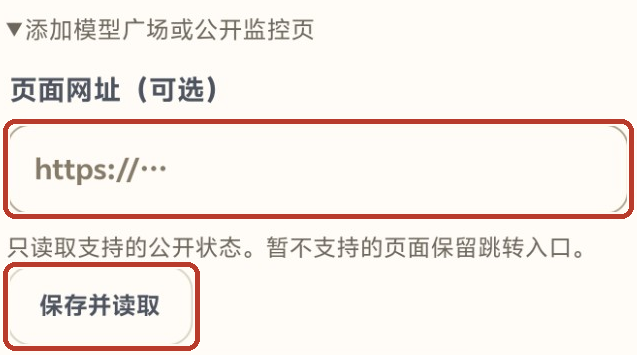 ▼添加模型广场或公开监控页
页面网址（可选）
https://…
只读取支持的公开状态。暂不支持的页面保留跳转入口。
保存并读取